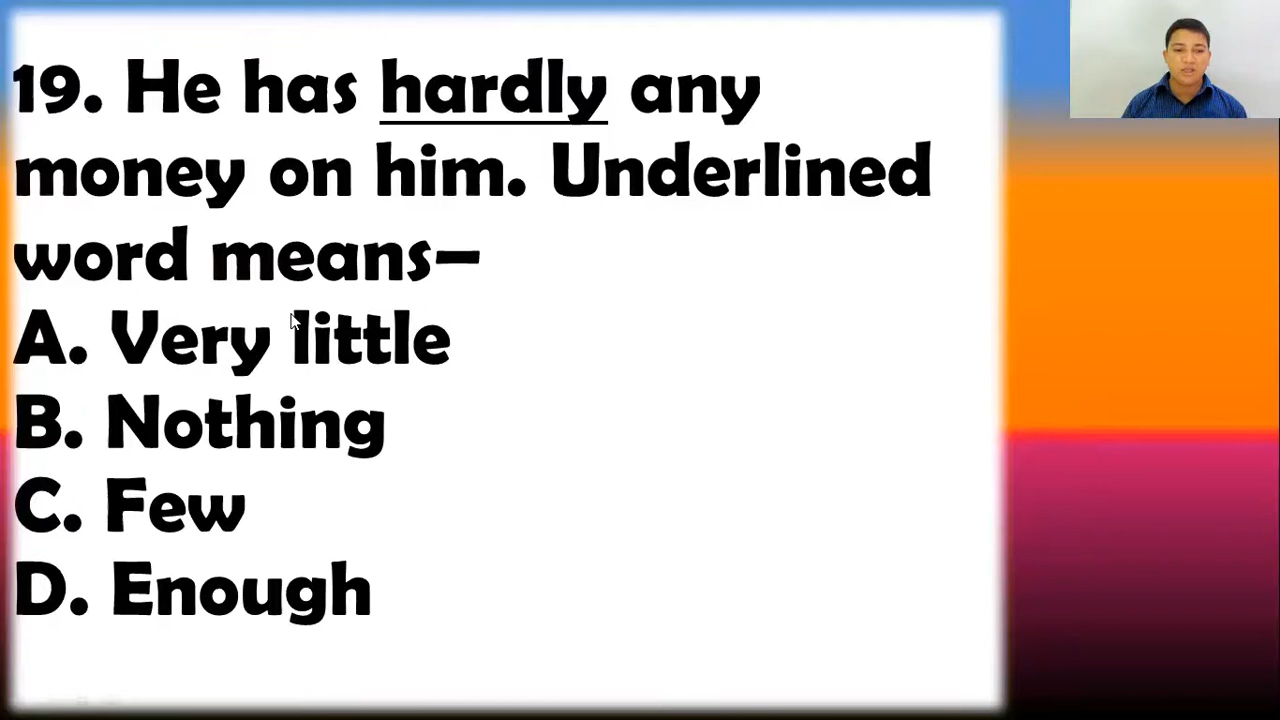 19. He has hardly any
money on him. Underlined
word means–
A. Very little
B. Nothing
C. Few
D. Enough